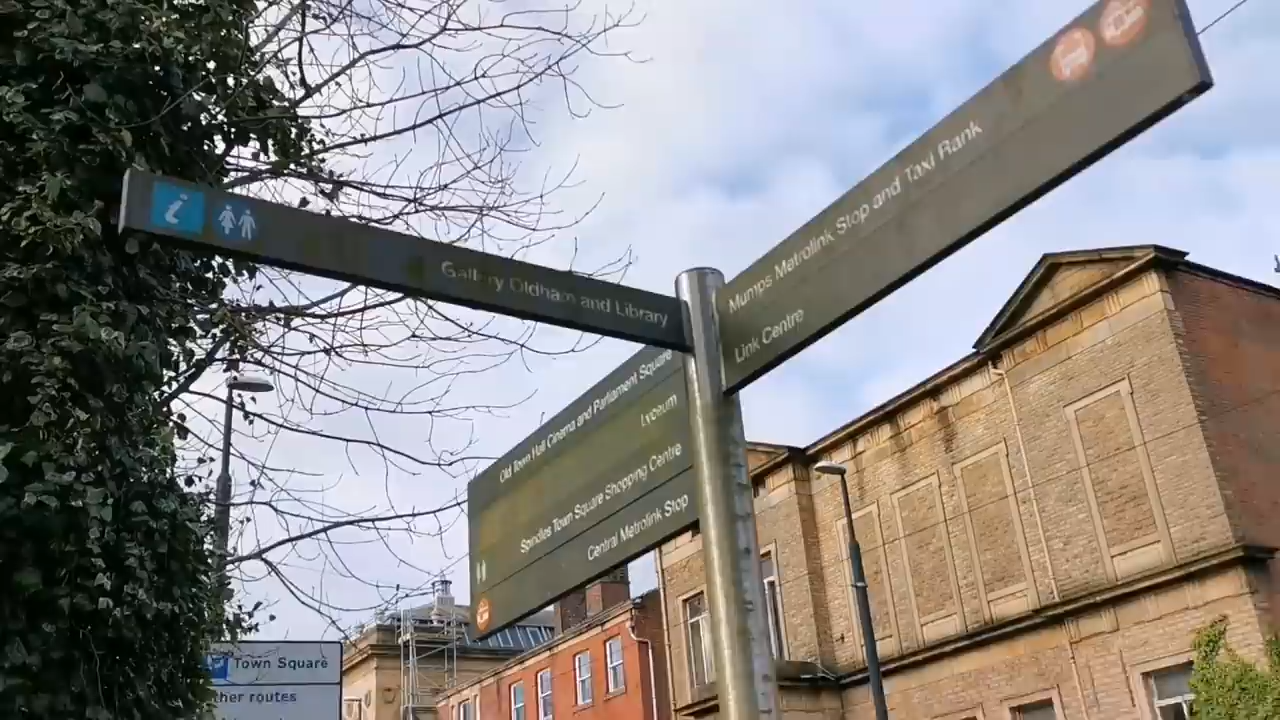 i
Gallery Oldham and Library
Mumps Metrolink Stop and Taxi Rank
Link Centre
Old Town Hall Cinema and Parliament Square
Lyceum
Spindles Town Square Shopping Centre
Central Metrolink Stop
Town Square
ther routes